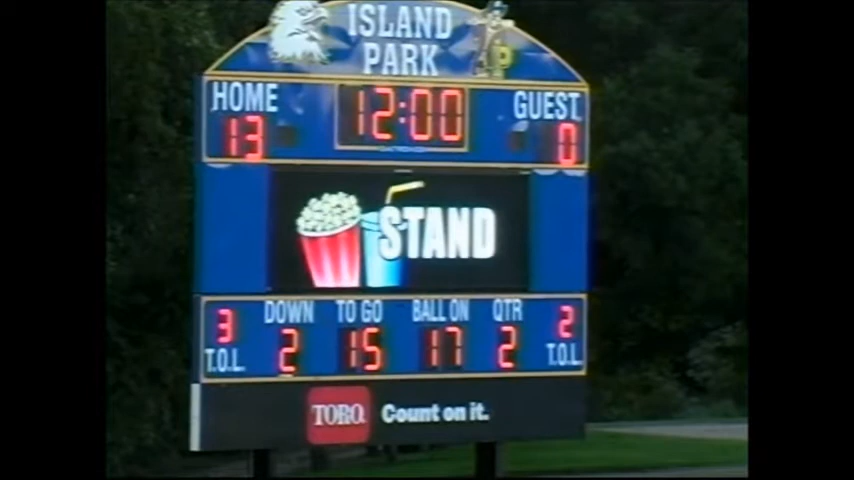 ISLAND
PARK
P
HOME 12:00 GUEST
13 0
STAND
3 DOWN TO GO BALL ON QTR 2
T.O.L. 2 15 17 2 T.O.L.
TORO Count on it.